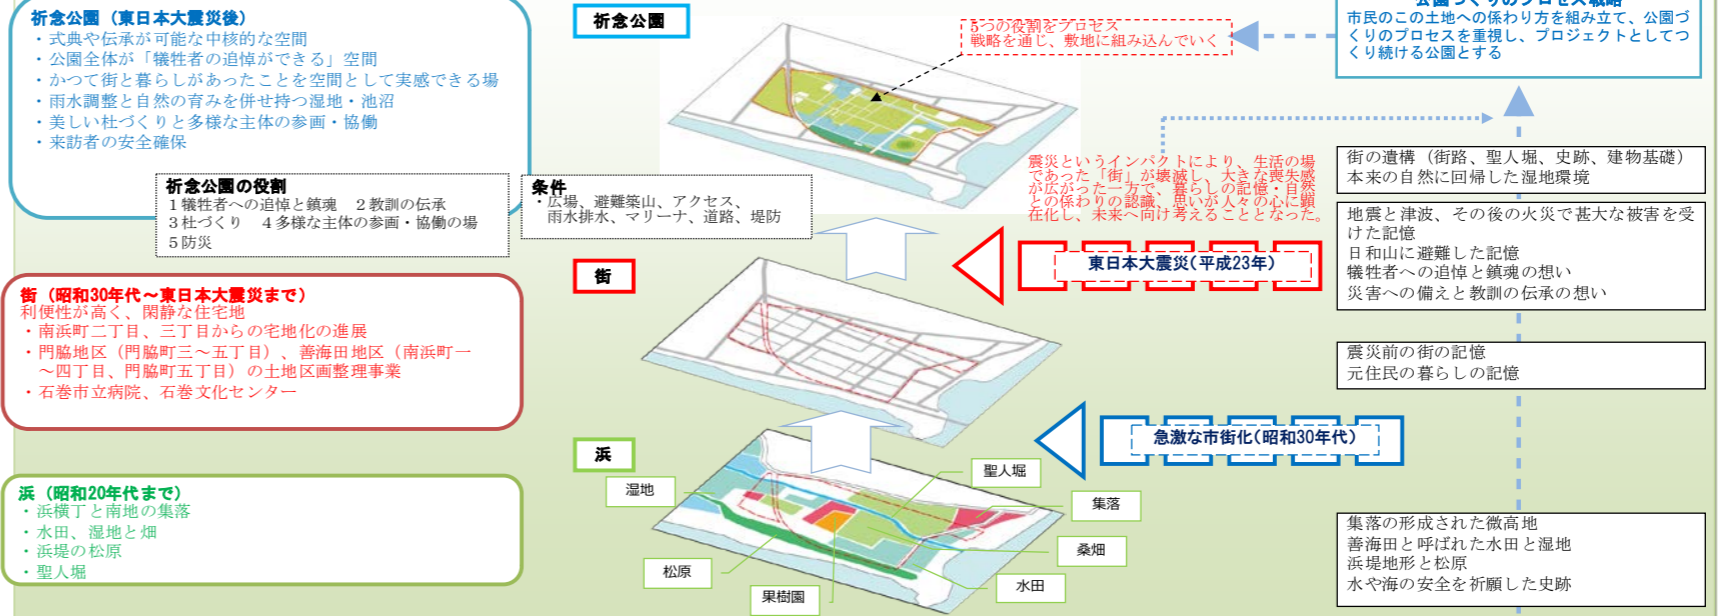 祈念公園（東日本大震災後）
・式典や伝承が可能な中核的な空間
・公園全体が「犠牲者の追悼ができる」空間
・かつて街と暮らしがあったことを空間として実感できる場
・雨水調整と自然の育みを併せ持つ湿地・池沼
・美しい杜づくりと多様な主体の参画・協働
・来訪者の安全確保
祈念公園の役割
１犠牲者への追悼と鎮魂　２教訓の伝承
３杜づくり　４多様な主体の参画・協働の場
５防災
条件
・広場、避難築山、アクセス、
雨水排水、マリーナ、道路、堤防
街（昭和30年代～東日本大震災まで）
利便性が高く、閑静な住宅地
・南浜町二丁目、三丁目からの宅地化の進展
・門脇地区（門脇町三～五丁目）、善海田地区（南浜町一
～四丁目、門脇町五丁目）の土地区画整理事業
・石巻市立病院、石巻文化センター
浜（昭和20年代まで）
・浜横丁と南地の集落
・水田、湿地と畑
・浜堤の松原
・聖人堀
祈念公園
5つの役割をプロセス
戦略を通じ、敷地に組み込んでいく
公園づくりのプロセス戦略
市民のこの土地への係わり方を組み立て、公園づ
くりのプロセスを重視し、プロジェクトとしてつ
くり続ける公園とする
震災というインパクトにより、生活の場
であった「街」が壊滅し、大きな喪失感
が広がった一方で、暮らしの記憶・自然
との係わりの認識、思いが人々の心に顕
在化し、未来へ向け考えることとなった。
街
東日本大震災(平成23年)
急激な市街化(昭和30年代)
浜
湿地
聖人堀
集落
桑畑
水田
松原
果樹園
街の遺構（街路、聖人堀、史跡、建物基礎）
本来の自然に回帰した湿地環境
地震と津波、その後の火災で甚大な被害を受
けた記憶
日和山に避難した記憶
犠牲者への追悼と鎮魂の想い
災害への備えと教訓の伝承の想い
震災前の街の記憶
元住民の暮らしの記憶
集落の形成された微高地
善海田と呼ばれた水田と湿地
浜堤地形と松原
水や海の安全を祈願した史跡